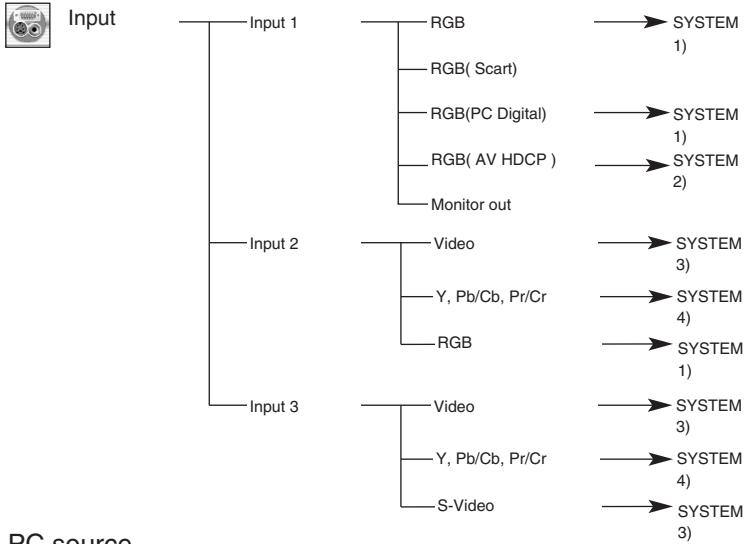 Input
Input 1
RGB
SYSTEM
1)
RGB( Scart)
RGB(PC Digital)
SYSTEM
1)
RGB( AV HDCP )
SYSTEM
2)
Monitor out
Input 2
Video
SYSTEM
3)
Y, Pb/Cb, Pr/Cr
SYSTEM
4)
RGB
SYSTEM
1)
Input 3
Video
SYSTEM
3)
Y, Pb/Cb, Pr/Cr
SYSTEM
4)
S-Video
SYSTEM
3)
PC source